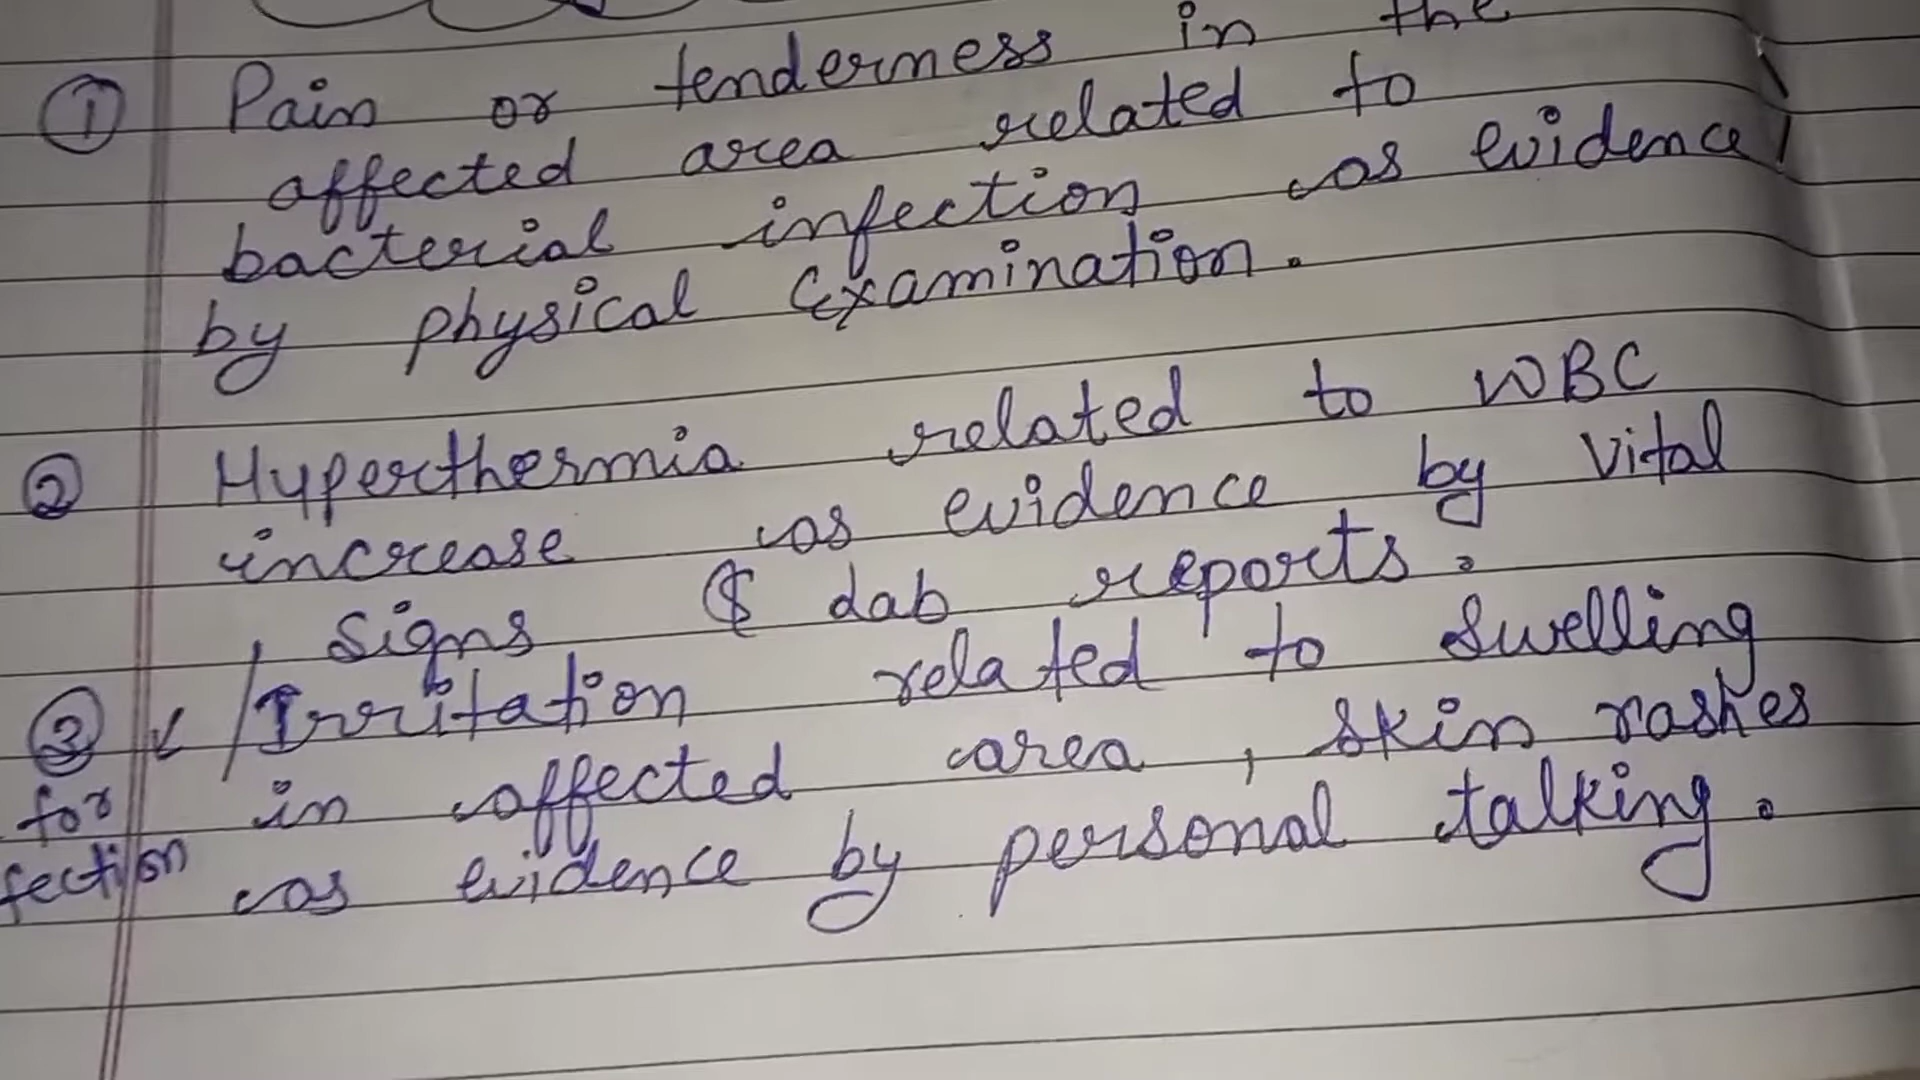 ① Pain or tenderness in the
affected area related to
bacterial infection as evidence
by physical Examination.
② Hyperthermia related to WBC
increase as evidence by vital
signs & dab reports.
③ Irritation related to swelling
for in affected area, skin rashes
fection as evidence by personal talking.